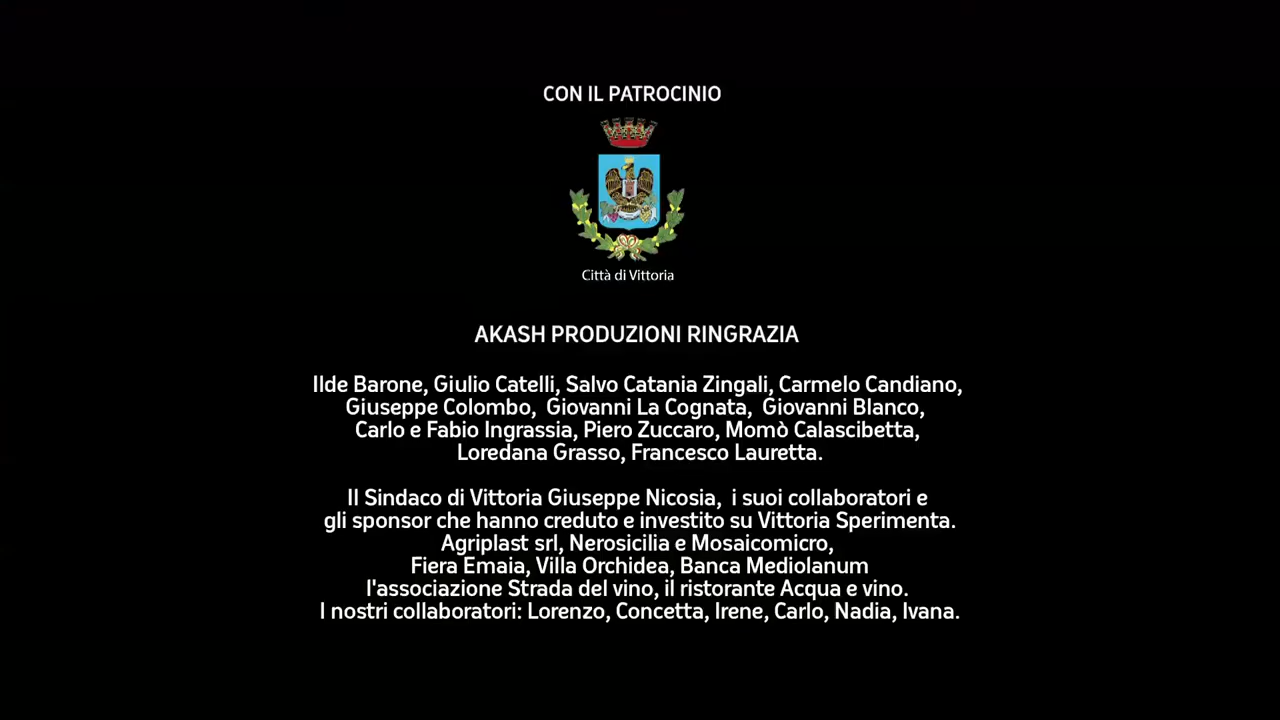 CON IL PATROCINIO
Città di Vittoria
AKASH PRODUZIONI RINGRAZIA
Ilde Barone, Giulio Catelli, Salvo Catania Zingali, Carmelo Candiano,
Giuseppe Colombo, Giovanni La Cognata, Giovanni Blanco,
Carlo e Fabio Ingrassia, Piero Zuccaro, Momò Calascibetta,
Loredana Grasso, Francesco Lauretta.
Il Sindaco di Vittoria Giuseppe Nicosia, i suoi collaboratori e
gli sponsor che hanno creduto e investito su Vittoria Sperimenta.
Agriplast srl, Nerosicilia e Mosaicomicro,
Fiera Emaia, Villa Orchidea, Banca Mediolanum
l'associazione Strada del vino, il ristorante Acqua e vino.
I nostri collaboratori: Lorenzo, Concetta, Irene, Carlo, Nadia, Ivana.